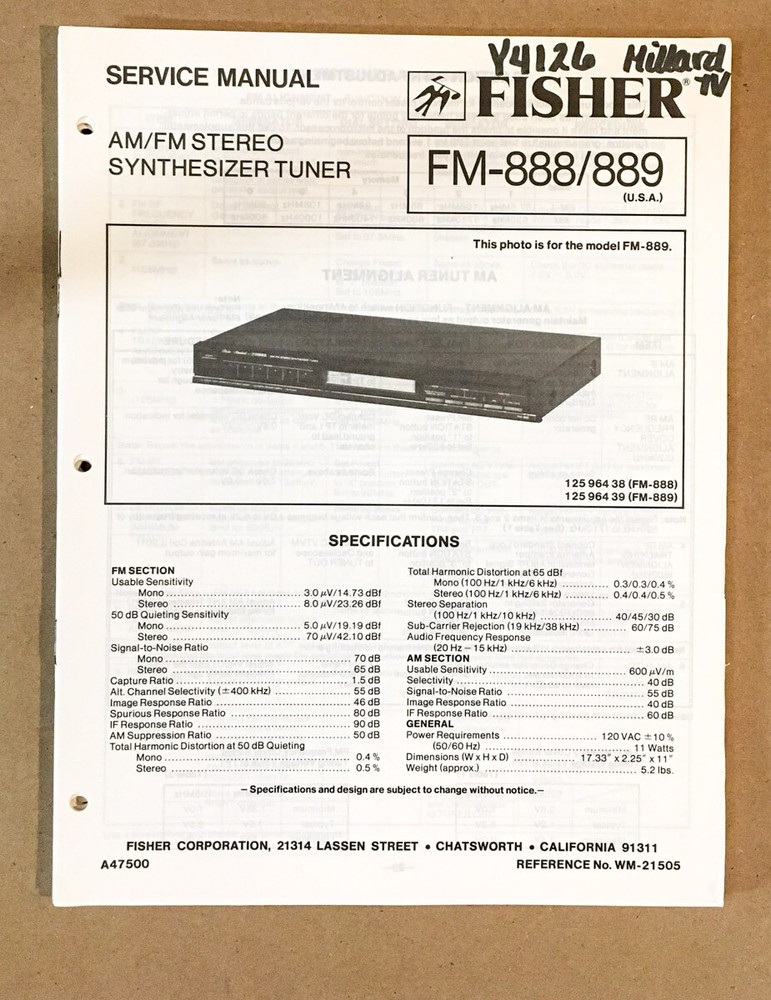 Y4126 Millard
TV
SERVICE MANUAL
FISHER®
AM/FM STEREO
SYNTHESIZER TUNER
FM-888/889
(U.S.A.)
This photo is for the model FM-889.
125 964 38 (FM-888)
125 964 39 (FM-889)
SPECIFICATIONS
FM SECTION
Usable Sensitivity
Mono ........ 3.0 μV/14.73 dBf
Stereo ........ 8.0 μV/23.26 dBf
50 dB Quieting Sensitivity
Mono ........ 5.0 μV/19.19 dBf
Stereo ........ 70 μV/42.10 dBf
Signal-to-Noise Ratio
Mono ........ 70 dB
Stereo ........ 65 dB
Capture Ratio ........ 1.5 dB
Alt. Channel Selectivity (±400 kHz) ........ 55 dB
Image Response Ratio ........ 46 dB
Spurious Response Ratio ........ 80 dB
IF Response Ratio ........ 90 dB
AM Suppression Ratio ........ 50 dB
Total Harmonic Distortion at 50 dB Quieting
Mono ........ 0.4 %
Stereo ........ 0.5 %
Total Harmonic Distortion at 65 dBf
Mono (100 Hz/1 kHz/6 kHz) ........ 0.3/0.3/0.4 %
Stereo (100 Hz/1 kHz/6 kHz) ........ 0.4/0.4/0.5 %
Stereo Separation
(100 Hz/1 kHz/10 kHz) ........ 40/45/30 dB
Sub-Carrier Rejection (19 kHz/38 kHz) ........ 60/75 dB
Audio Frequency Response
(20 Hz – 15 kHz) ........ ±3.0 dB
AM SECTION
Usable Sensitivity ........ 600 μV/m
Selectivity ........ 40 dB
Signal-to-Noise Ratio ........ 55 dB
Image Response Ratio ........ 40 dB
IF Response Ratio ........ 60 dB
GENERAL
Power Requirements ........ 120 VAC ±10 %
(50/60 Hz) ........ 11 Watts
Dimensions (W x H x D) ........ 17.33" x 2.25" x 11"
Weight (approx.) ........ 5.2 lbs.
— Specifications and design are subject to change without notice.—
FISHER CORPORATION, 21314 LASSEN STREET • CHATSWORTH • CALIFORNIA 91311
A47500
REFERENCE No. WM-21505